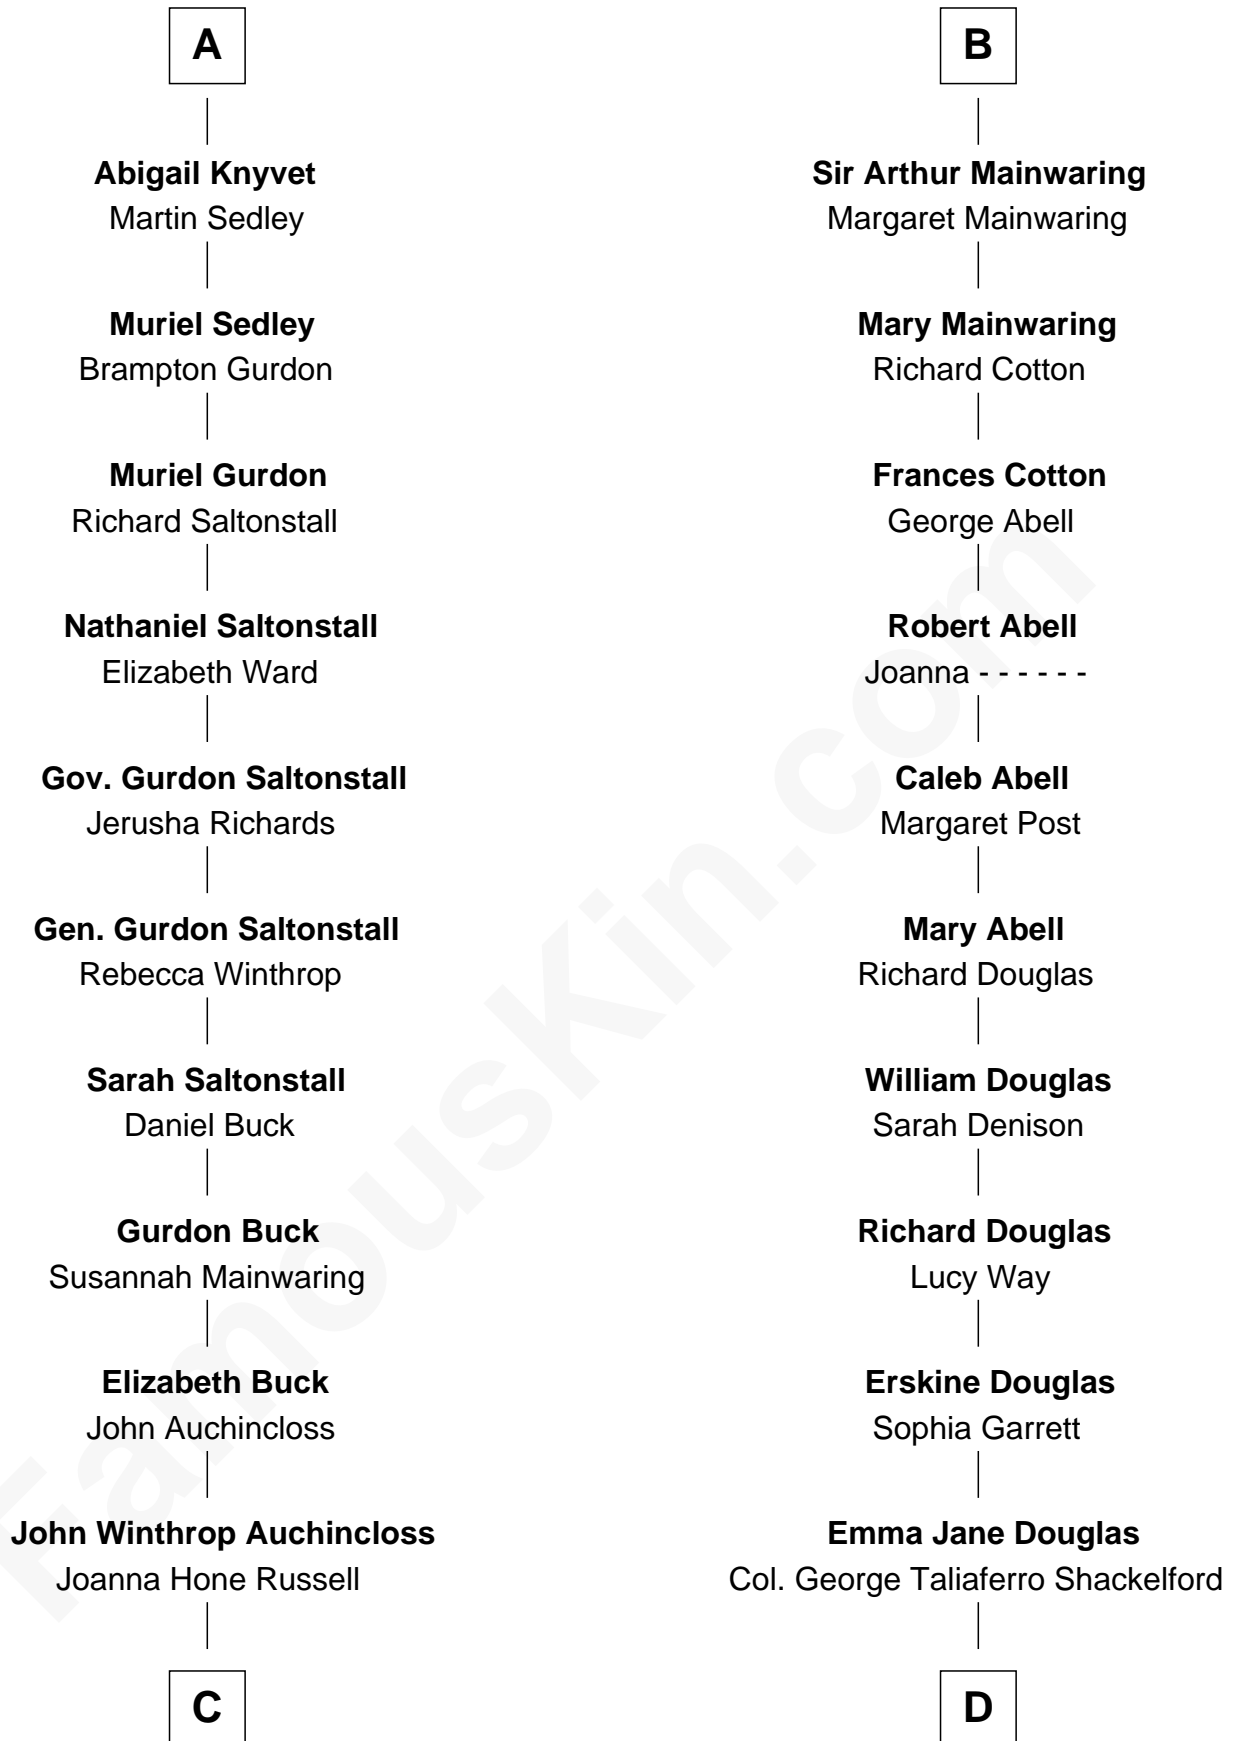 A
Abigail Knyvet
Martin Sedley
Muriel Sedley
Brampton Gurdon
Muriel Gurdon
Richard Saltonstall
Nathaniel Saltonstall
Elizabeth Ward
Gov. Gurdon Saltonstall
Jerusha Richards
Gen. Gurdon Saltonstall
Rebecca Winthrop
Sarah Saltonstall
Daniel Buck
Gurdon Buck
Susannah Mainwaring
Elizabeth Buck
John Auchincloss
John Winthrop Auchincloss
Joanna Hone Russell
C
B
Sir Arthur Mainwaring
Margaret Mainwaring
Mary Mainwaring
Richard Cotton
Frances Cotton
George Abell
Robert Abell
Joanna - - - - - -
Caleb Abell
Margaret Post
Mary Abell
Richard Douglas
William Douglas
Sarah Denison
Richard Douglas
Lucy Way
Erskine Douglas
Sophia Garrett
Emma Jane Douglas
Col. George Taliaferro Shackelford
D
FamousKin.com